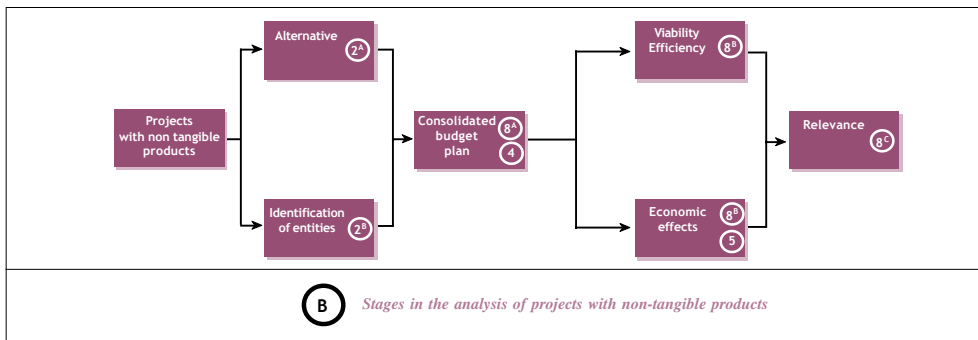 Projects
with non tangible
products
Alternative
2A
Identification
of entities
2B
Consolidated
budget
plan
8A
4
Viability
Efficiency
8B
Economic
effects
8B
5
Relevance
8C
B
Stages in the analysis of projects with non-tangible products